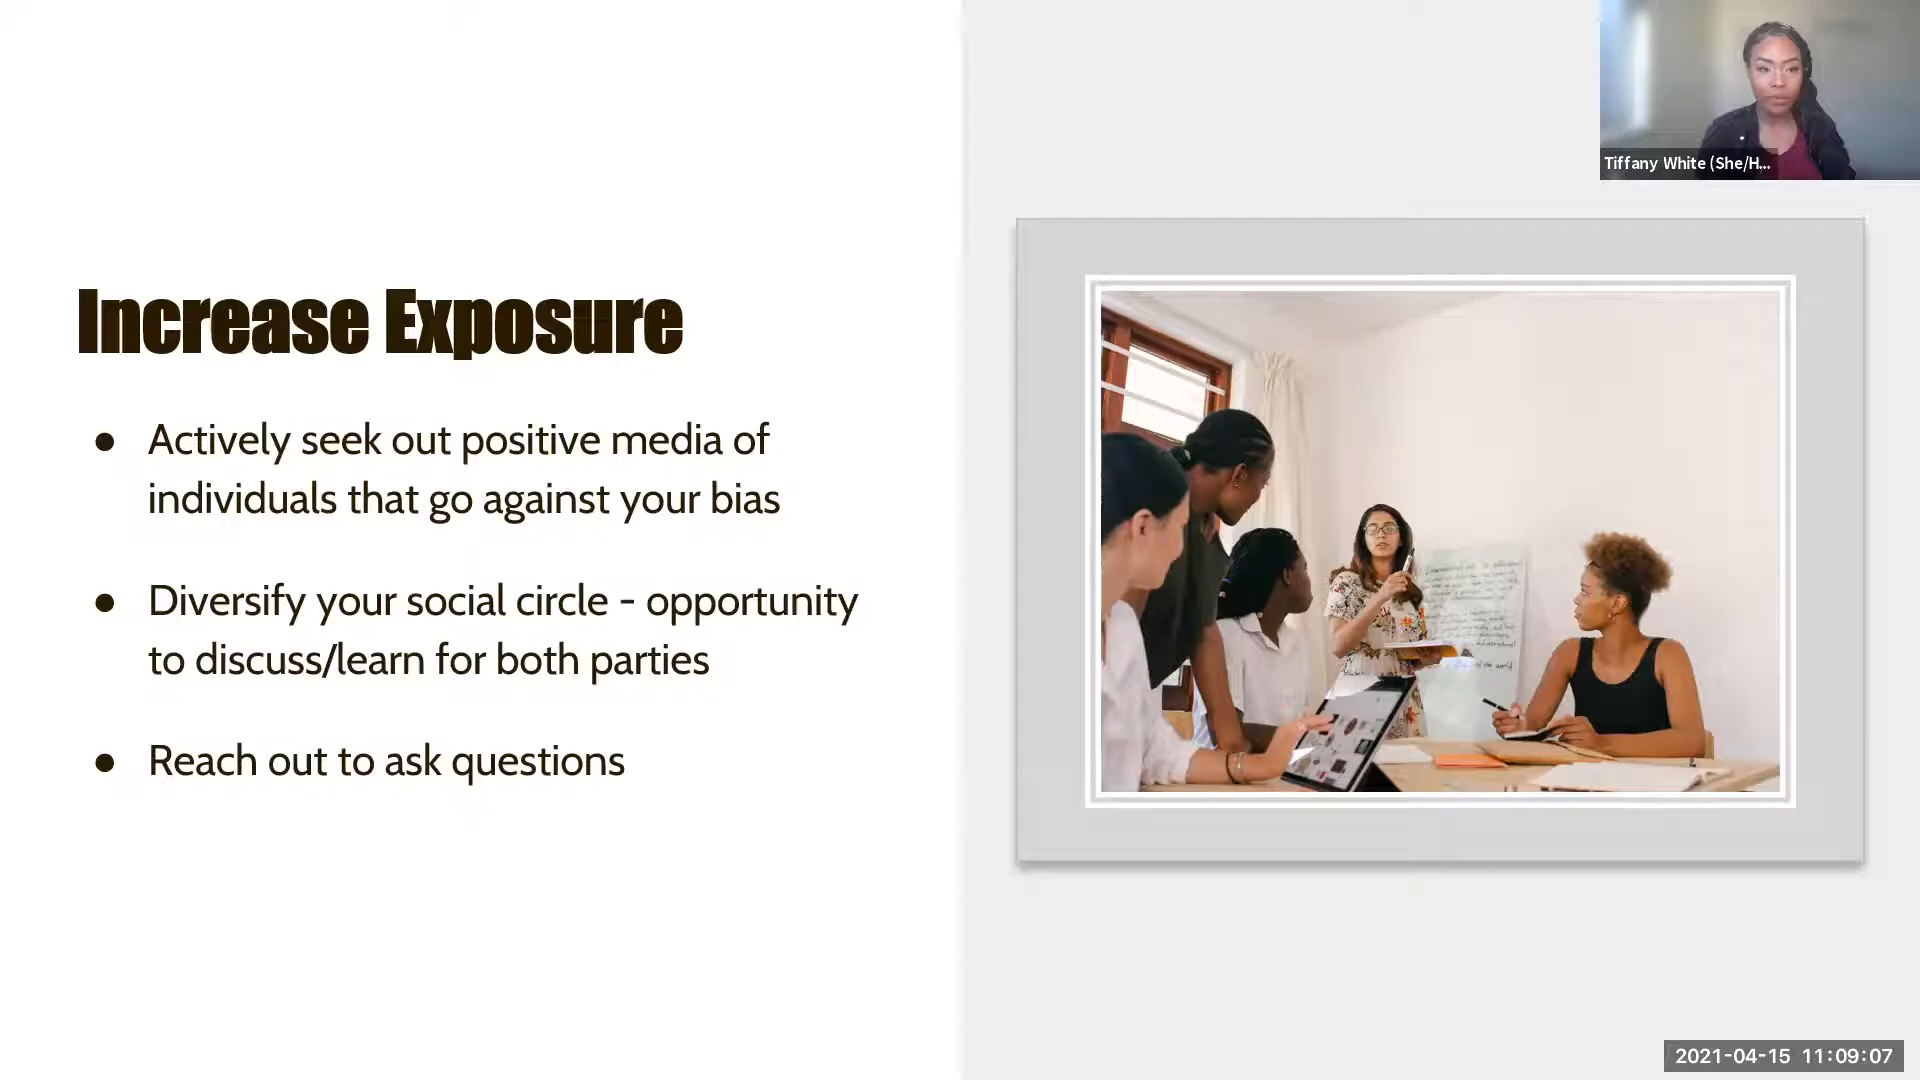 Tiffany White (She/H...
Increase Exposure
● Actively seek out positive media of
individuals that go against your bias
● Diversify your social circle - opportunity
to discuss/learn for both parties
● Reach out to ask questions
2021-04-15 11:09:07